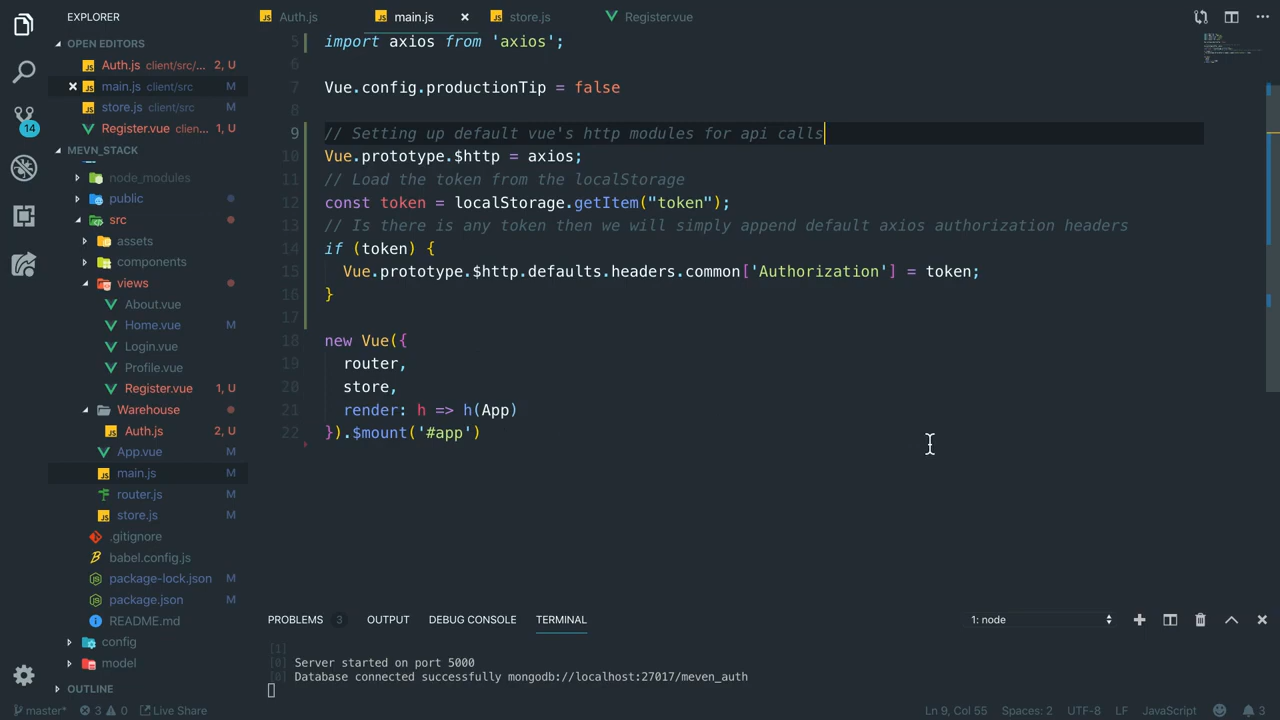 EXPLORER
OPEN EDITORS
Auth.js client/src/... 2, U
main.js client/src M
store.js client/src M
Register.vue clien... 1, U
MEVN_STACK
node_modules
public
src
assets
components
views
About.vue
Home.vue M
Login.vue
Profile.vue
Register.vue 1, U
Warehouse
Auth.js 2, U
App.vue M
main.js M
router.js M
store.js M
.gitignore
babel.config.js
package-lock.json M
package.json M
README.md
config
model
OUTLINE
14
Auth.js main.js store.js Register.vue
5 import axios from 'axios';
6
7 Vue.config.productionTip = false
8
9 // Setting up default vue's http modules for api calls
10 Vue.prototype.$http = axios;
11 // Load the token from the localStorage
12 const token = localStorage.getItem("token");
13 // Is there is any token then we will simply append default axios authorization headers
14 if (token) {
15 Vue.prototype.$http.defaults.headers.common['Authorization'] = token;
16 }
17
18 new Vue({
19 router,
20 store,
21 render: h => h(App)
22 }).$mount('#app')
PROBLEMS 3 OUTPUT DEBUG CONSOLE TERMINAL 1: node
[1]
[0] Server started on port 5000
[0] Database connected successfully mongodb://localhost:27017/meven_auth
master* 3 0 Live Share Ln 9, Col 55 Spaces: 2 UTF-8 LF JavaScript 3